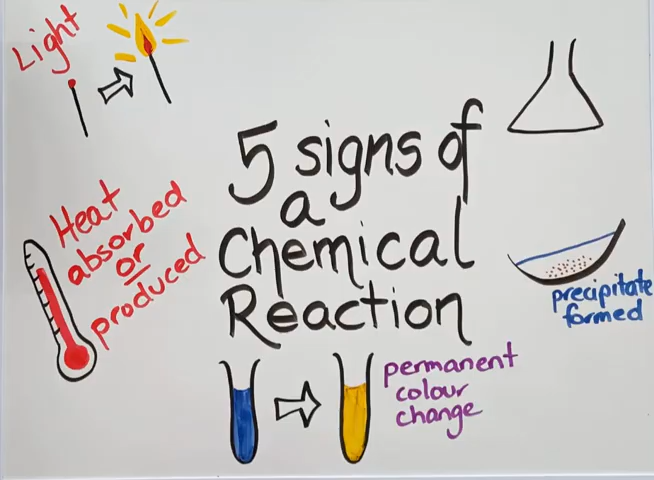 Light
5 signs of
a
Chemical
Reaction
Heat
absorbed
or
produced
precipitate
formed
permanent
colour
change